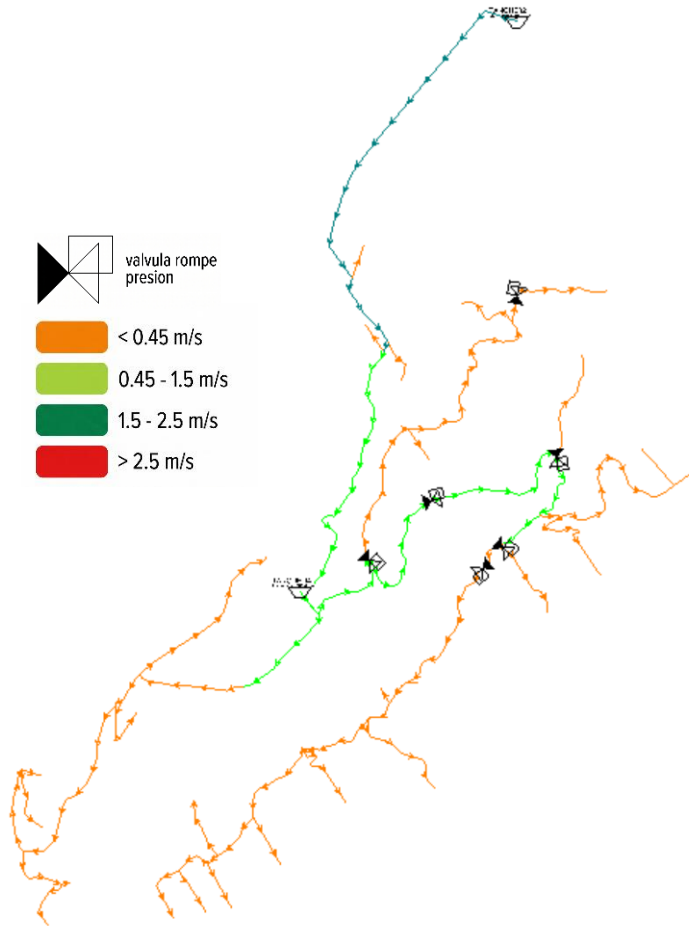 valvula rompe
presion
< 0.45 m/s
0.45 - 1.5 m/s
1.5 - 2.5 m/s
> 2.5 m/s